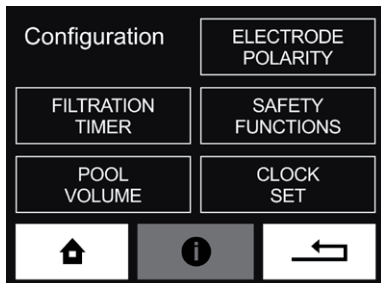 Configuration
ELECTRODE
POLARITY
FILTRATION
TIMER
SAFETY
FUNCTIONS
POOL
VOLUME
CLOCK
SET
i